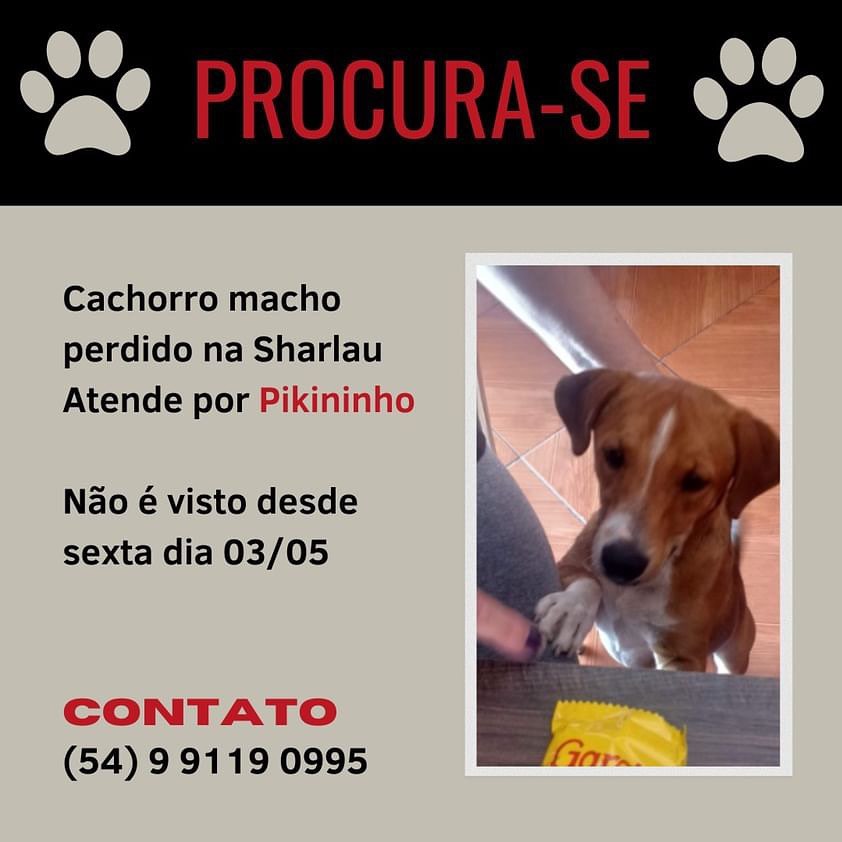 PROCURA-SE
Cachorro macho
perdido na Sharlau
Atende por Pikininho
Não é visto desde
sexta dia 03/05
CONTATO
(54) 9 9119 0995